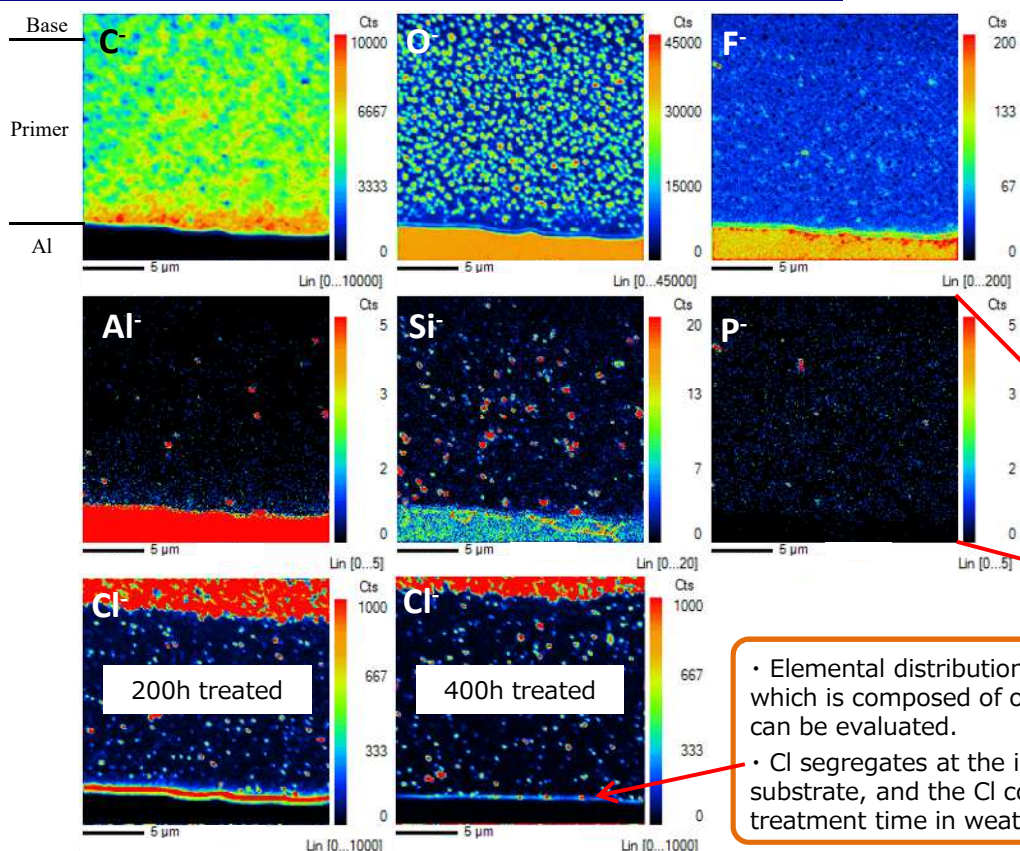 Base
Primer
Al
C-
Cts
10000
6667
3333
0
5 µm
Lin [0...10000]
O-
Cts
45000
30000
15000
0
5 µm
Lin [0...45000]
F-
Cts
200
133
67
0
5 µm
Lin [0...200]
Al-
Cts
5
3
2
0
5 µm
Lin [0...5]
Si-
Cts
20
13
7
0
5 µm
Lin [0...20]
P-
Cts
5
3
2
0
5 µm
Lin [0...5]
Cl-
200h treated
Cts
1000
667
333
0
5 µm
Lin [0...1000]
Cl-
400h treated
Cts
1000
667
333
0
5 µm
Lin [0...1000]
· Elemental distribution
which is composed of o
can be evaluated.
· Cl segregates at the i
substrate, and the Cl co
treatment time in weat